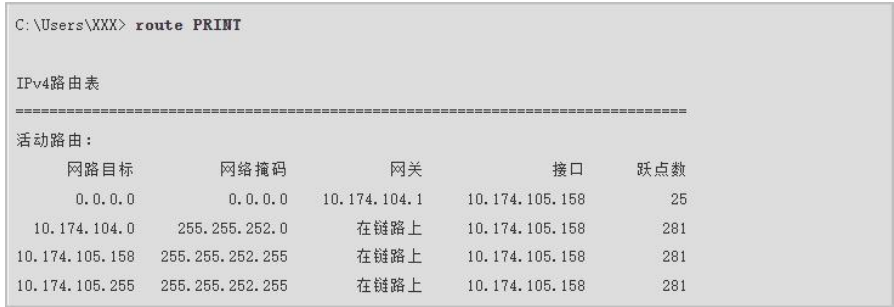 C:\Users\XXX> route PRINT
IPv4路由表
===============================================================================
活动路由:
网路目标 网络掩码 网关 接口 跃点数
0.0.0.0 0.0.0.0 10.174.104.1 10.174.105.158 25
10.174.104.0 255.255.252.0 在链路上 10.174.105.158 281
10.174.105.158 255.255.252.255 在链路上 10.174.105.158 281
10.174.105.255 255.255.252.255 在链路上 10.174.105.158 281